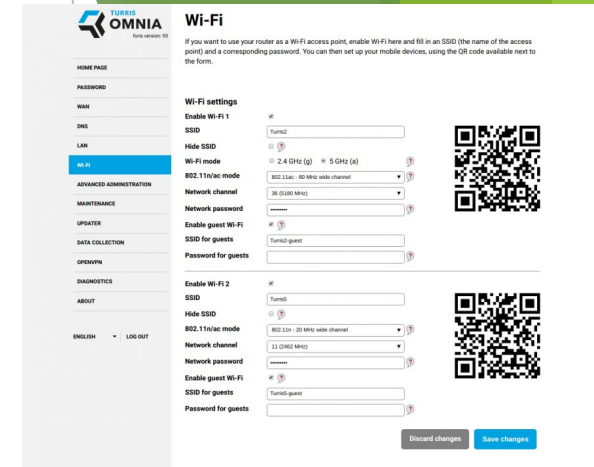 TURRIS
OMNIA
foris version 93
HOME PAGE
PASSWORD
WAN
DNS
LAN
WI-FI
ADVANCED ADMINISTRATION
MAINTENANCE
UPDATER
DATA COLLECTION
OPENVPN
DIAGNOSTICS
ABOUT
ENGLISH LOG OUT
Wi-Fi
If you want to use your router as a Wi-Fi access point, enable Wi-Fi here and fill in an SSID (the name of the access
point) and a corresponding password. You can then set up your mobile devices, using the QR code available next to
the form.
Wi-Fi settings
Enable Wi-Fi 1
SSID Turris2
Hide SSID ?
Wi-Fi mode 2.4 GHz (g) 5 GHz (a) ?
802.11n/ac mode 802.11ac - 80 MHz wide channel ?
Network channel 36 (5180 MHz)
Network password •••••••• ?
Enable guest Wi-Fi ?
SSID for guests Turris2-guest
Password for guests ?
Enable Wi-Fi 2
SSID Turris5
Hide SSID ?
802.11n/ac mode 802.11n - 20 MHz wide channel ?
Network channel 11 (2462 MHz)
Network password •••••••• ?
Enable guest Wi-Fi ?
SSID for guests Turris5-guest
Password for guests ?
Discard changes Save changes